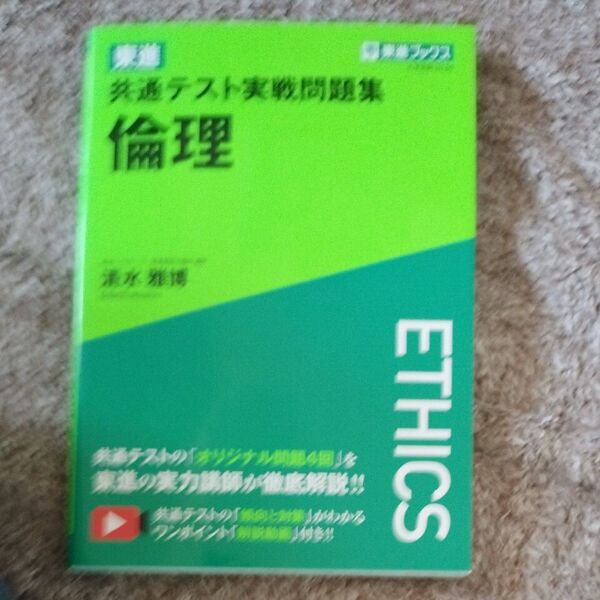 東進
東進ブックス
共通テスト実戦問題集
倫理
清水 雅博
ETHICS
共通テストの「オリジナル問題4回」を
東進の実力講師が徹底解説!!
共通テストの「傾向と対策」がわかる
ワンポイント「解説動画」付き!!